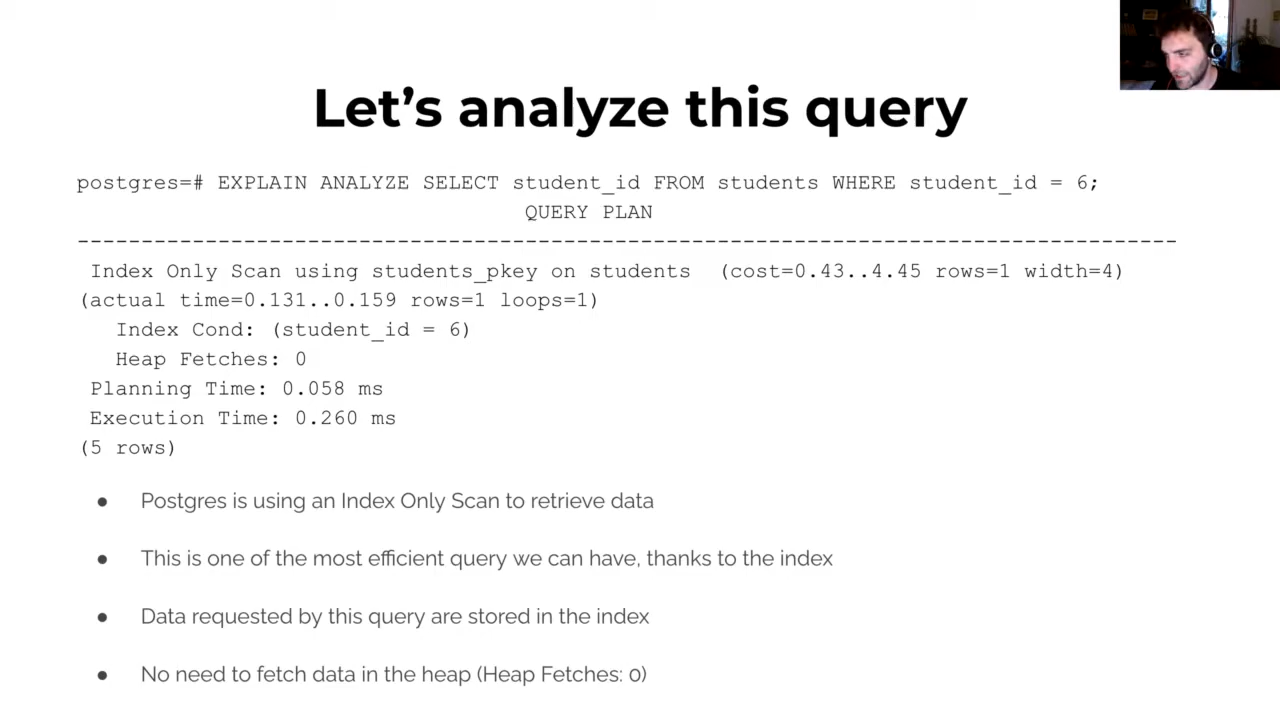 Let's analyze this query
postgres=# EXPLAIN ANALYZE SELECT student_id FROM students WHERE student_id = 6;
QUERY PLAN
--------------------------------------------------------------------------------------
Index Only Scan using students_pkey on students (cost=0.43..4.45 rows=1 width=4)
(actual time=0.131..0.159 rows=1 loops=1)
Index Cond: (student_id = 6)
Heap Fetches: 0
Planning Time: 0.058 ms
Execution Time: 0.260 ms
(5 rows)
● Postgres is using an Index Only Scan to retrieve data
● This is one of the most efficient query we can have, thanks to the index
● Data requested by this query are stored in the index
● No need to fetch data in the heap (Heap Fetches: 0)